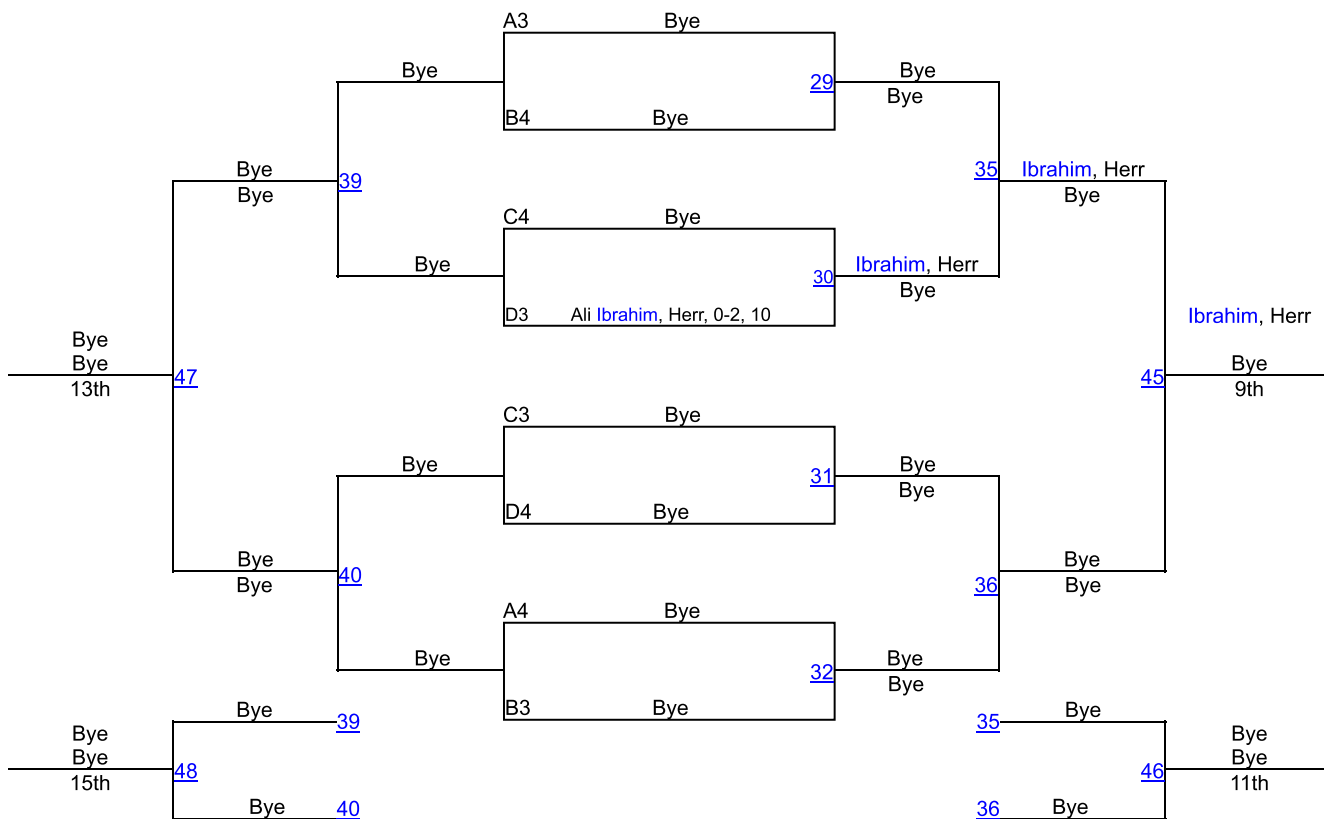 A3 Bye
Bye 29 Bye
Bye
B4 Bye
Bye 39 35 Ibrahim, Herr
Bye Bye
C4 Bye
Bye 30 Ibrahim, Herr
Bye
D3 Ali Ibrahim, Herr, 0-2, 10
Ibrahim, Herr
Bye
Bye 47 45 Bye
13th 9th
C3 Bye
Bye 31 Bye
Bye
D4 Bye
Bye 40 36 Bye
Bye Bye
A4 Bye
Bye 32 Bye
Bye
B3 Bye
Bye 39 35 Bye
Bye Bye
Bye 48 46 Bye
15th 11th
Bye 40 36 Bye